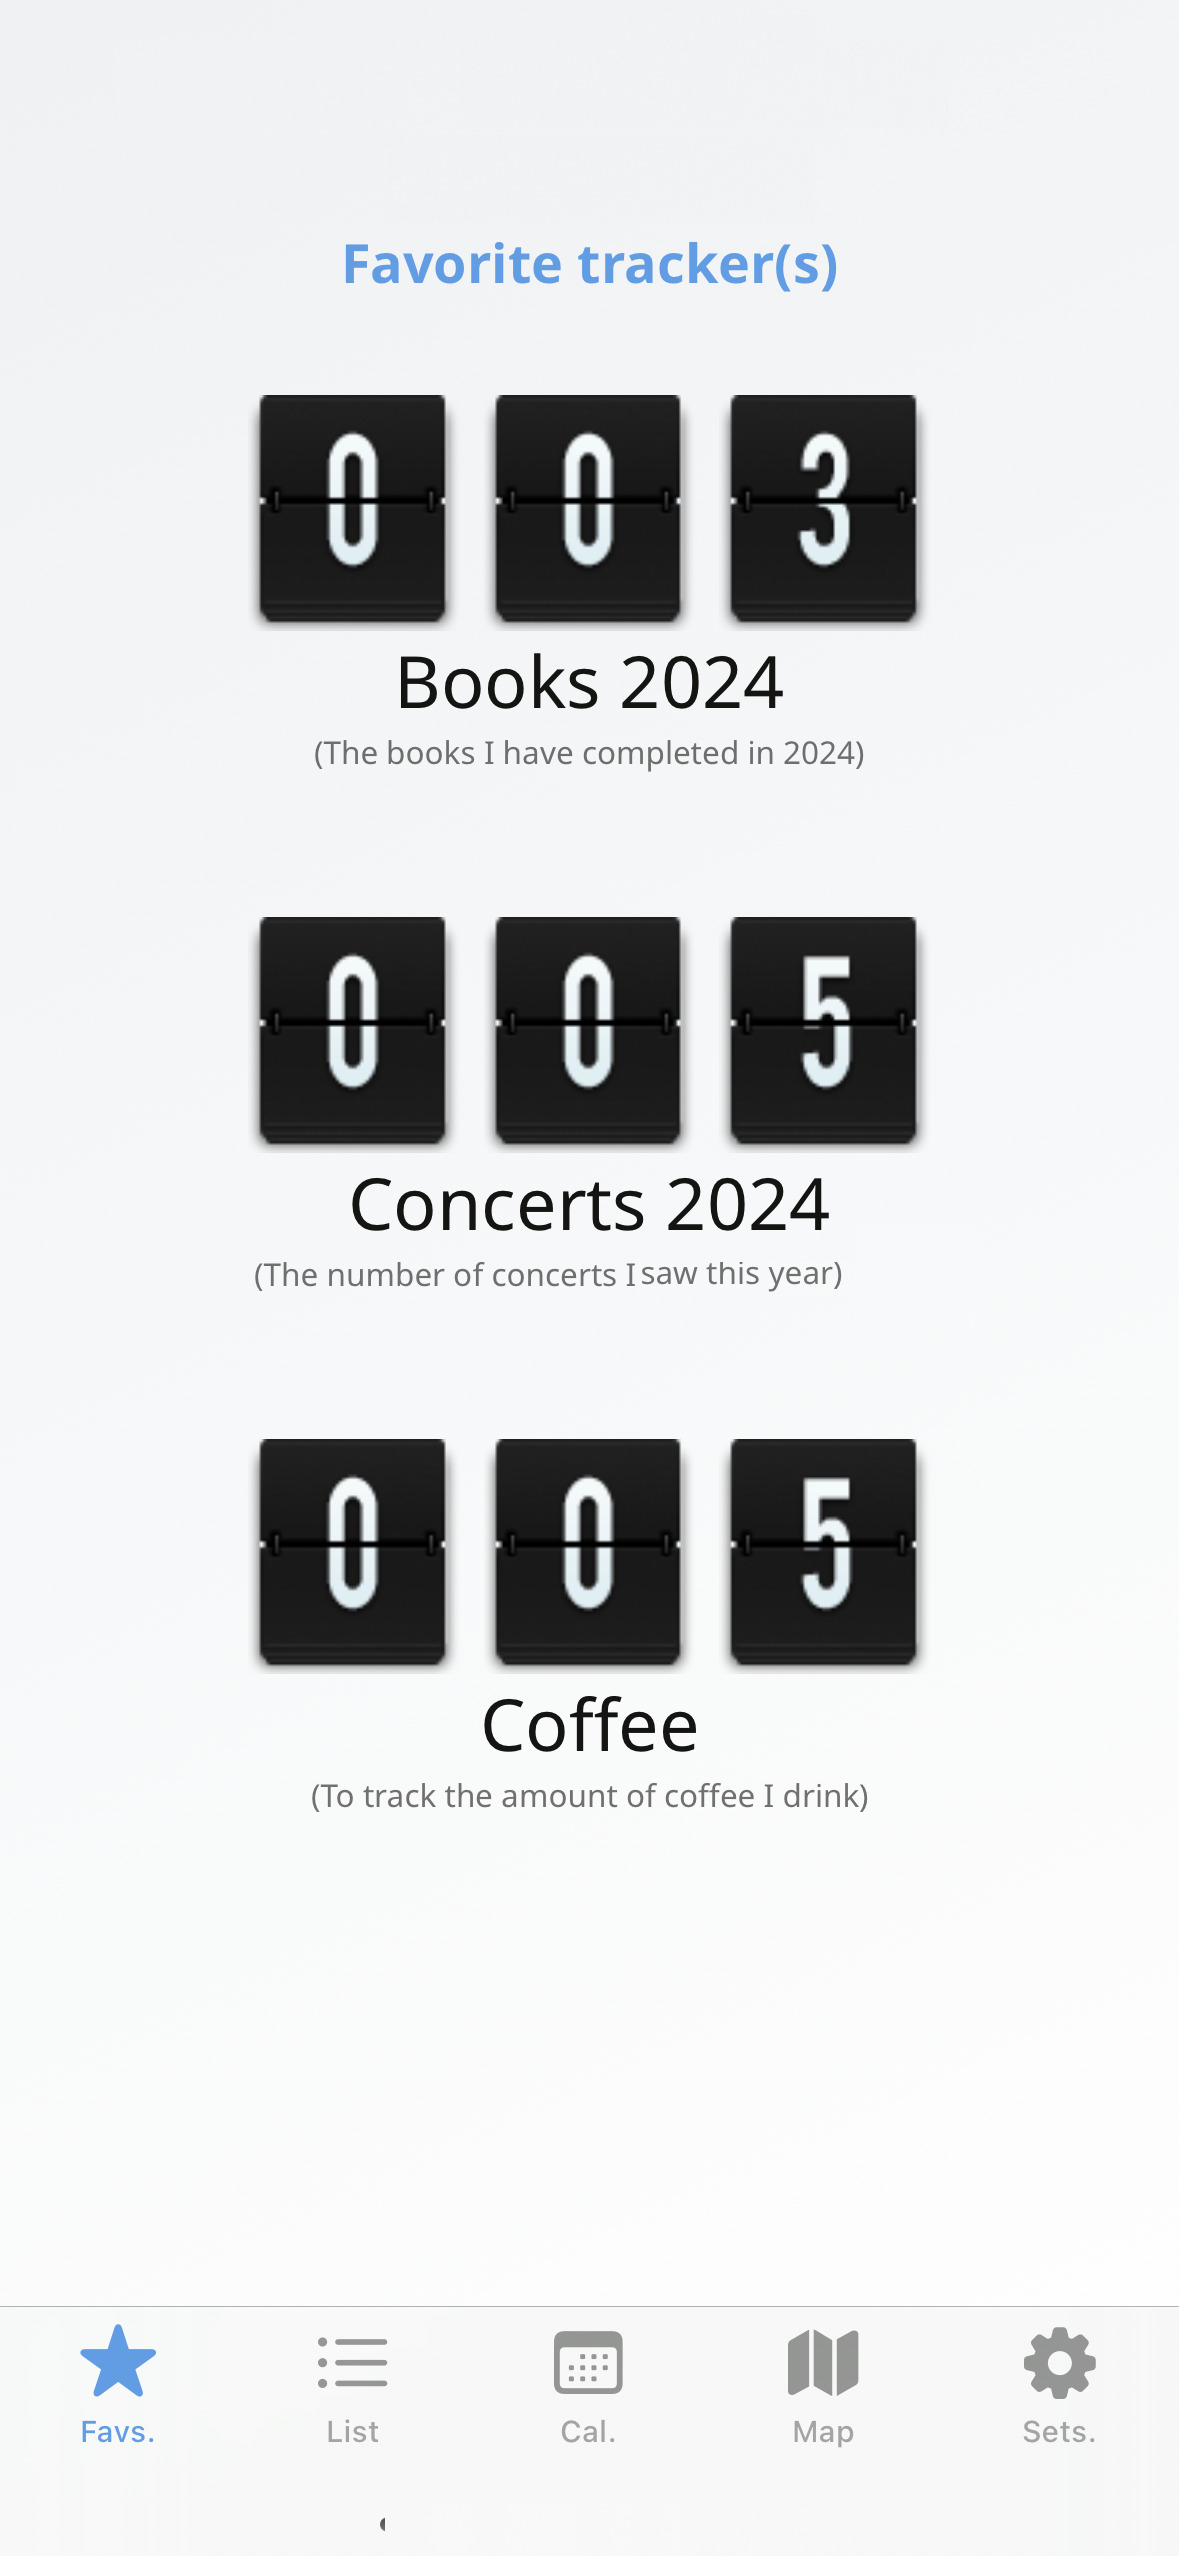 Favorite tracker(s)
0 0 3
Books 2024
(The books I have completed in 2024)
0 0 5
Concerts 2024
(The number of concerts I saw this year)
0 0 5
Coffee
(To track the amount of coffee I drink)
Favs. List Cal. Map Sets.